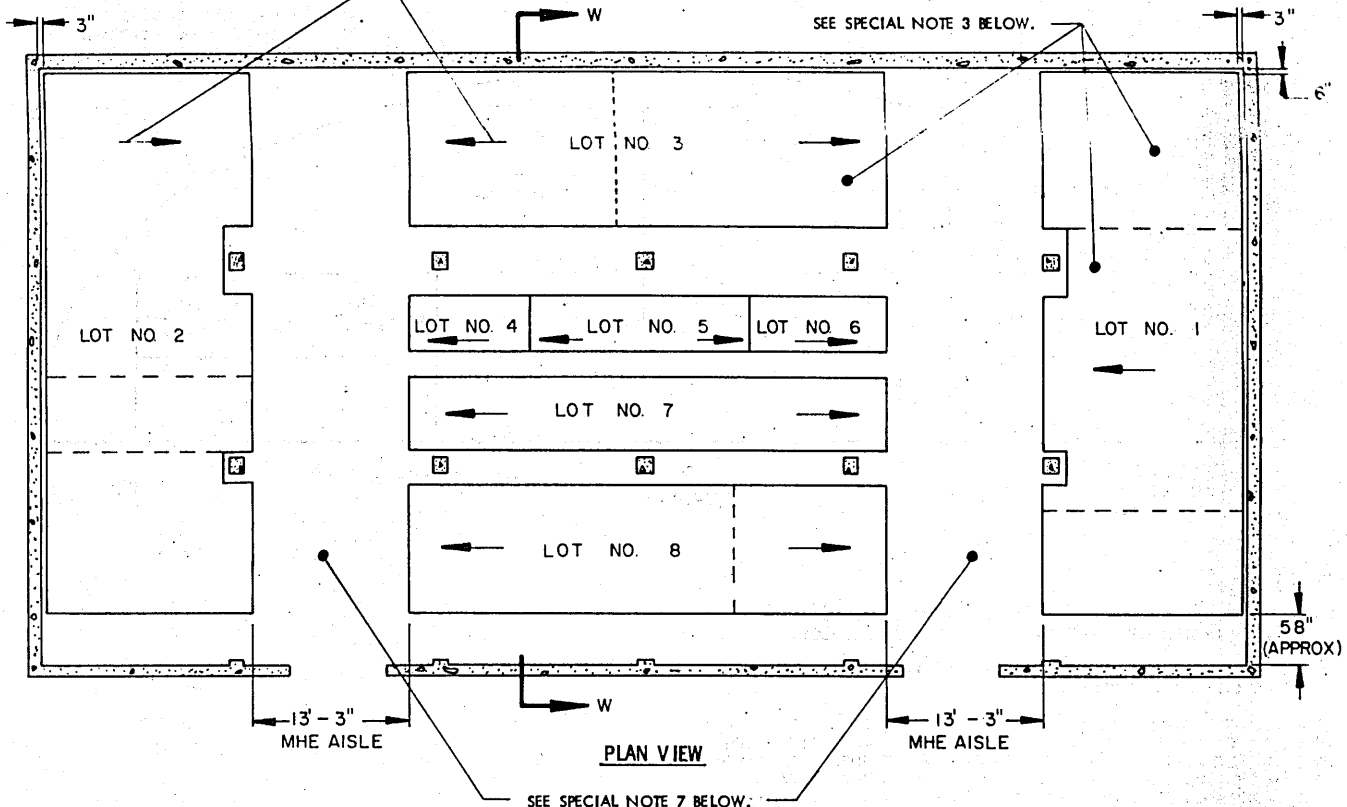 3"
W
SEE SPECIAL NOTE 3 BELOW.
3"
6"
LOT NO. 3
LOT NO. 4
LOT NO. 5
LOT NO. 6
LOT NO. 2
LOT NO. 1
LOT NO. 7
LOT NO. 8
58"
(APPROX)
W
13' - 3"
MHE AISLE
13' - 3"
MHE AISLE
PLAN VIEW
SEE SPECIAL NOTE 7 BELOW.